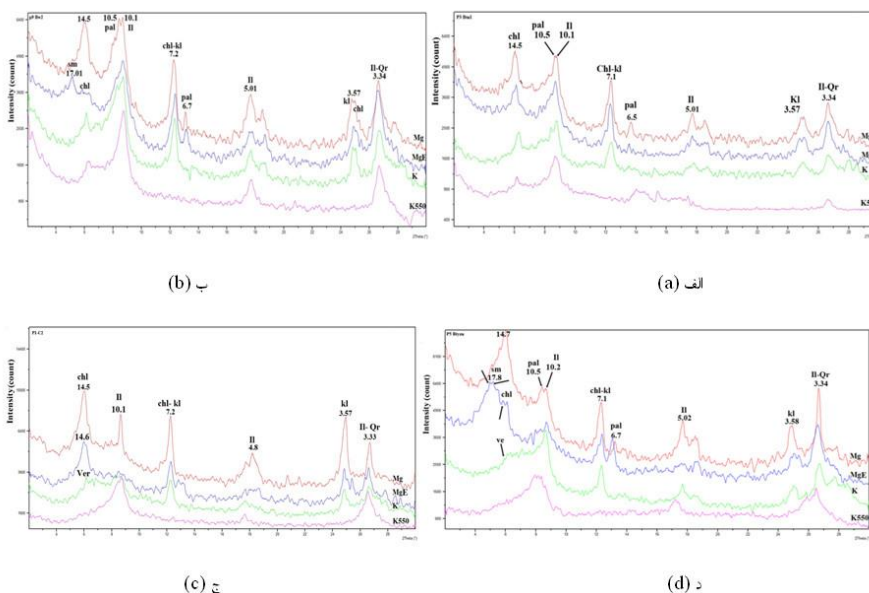 p6 Bs2
14.5 10.5 10.1
pal Il
sm
17.01
chl
chl-kl
7.2
pal
6.7
Il
5.01
3.57
kl
chl
Il-Qr
3.34
Mg
MgE
K
K550
Intensity (count)
ب (b)
chl
14.5
pal Il
10.5 10.1
Chl-kl
7.1
pal
6.5
Il
5.01
Kl
3.57
Il-Qr
3.34
Mg
K
Intensity (count)
الف (a)
P1-C2
chl
14.5
14.6
Ver
Il
10.1
chl- kl
7.2
Il
4.8
kl
3.57
Il- Qr
3.33
Mg
MgE
K
K550
Intensity (count)
ج (c)
14.7
sm
17.8
chl
ve
pal
10.5
Il
10.2
chl-kl
7.1
pal
6.7
Il
5.02
kl
3.58
Il-Qr
3.34
Mg
MgE
K
K550
Intensity (count)
د (d)